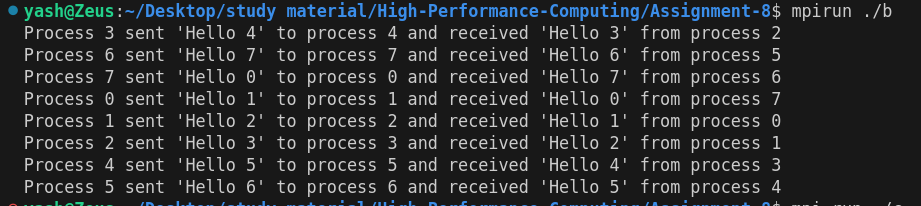 yash@Zeus:~/Desktop/study material/High-Performance-Computing/Assignment-8$ mpirun ./b
Process 3 sent 'Hello 4' to process 4 and received 'Hello 3' from process 2
Process 6 sent 'Hello 7' to process 7 and received 'Hello 6' from process 5
Process 7 sent 'Hello 0' to process 0 and received 'Hello 7' from process 6
Process 0 sent 'Hello 1' to process 1 and received 'Hello 0' from process 7
Process 1 sent 'Hello 2' to process 2 and received 'Hello 1' from process 0
Process 2 sent 'Hello 3' to process 3 and received 'Hello 2' from process 1
Process 4 sent 'Hello 5' to process 5 and received 'Hello 4' from process 3
Process 5 sent 'Hello 6' to process 6 and received 'Hello 5' from process 4